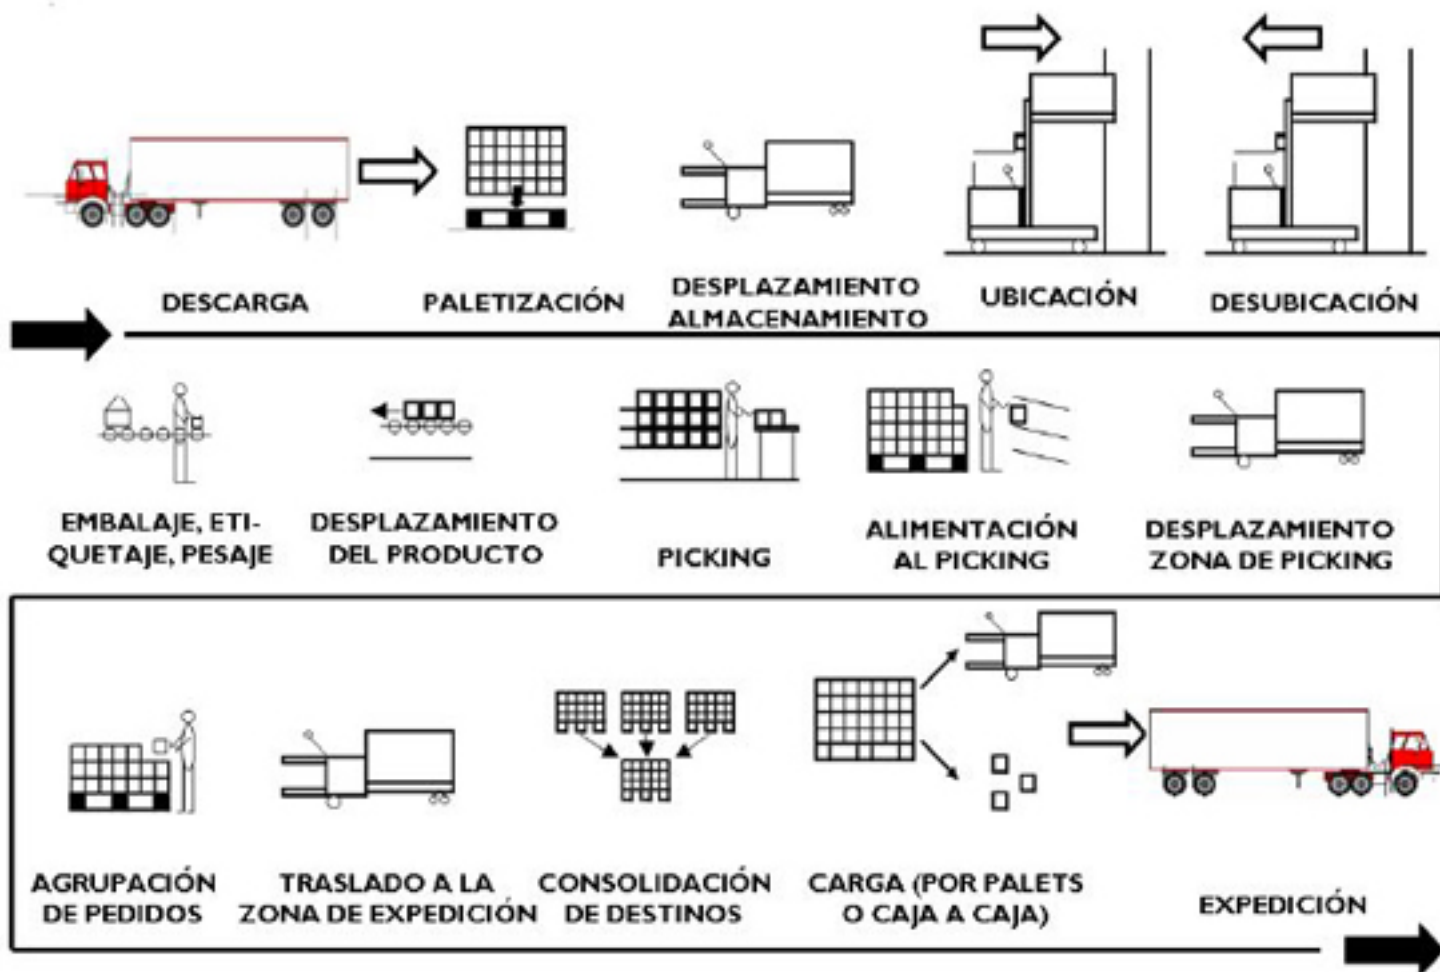 DESCARGA
PALETIZACIÓN
DESPLAZAMIENTO
ALMACENAMIENTO
UBICACIÓN
DESUBICACIÓN
EMBALAJE, ETI-
QUETAJE, PESAJE
DESPLAZAMIENTO
DEL PRODUCTO
PICKING
ALIMENTACIÓN
AL PICKING
DESPLAZAMIENTO
ZONA DE PICKING
AGRUPACIÓN
DE PEDIDOS
TRASLADO A LA
ZONA DE EXPEDICIÓN
CONSOLIDACIÓN
DE DESTINOS
CARGA (POR PALETS
O CAJA A CAJA)
EXPEDICIÓN